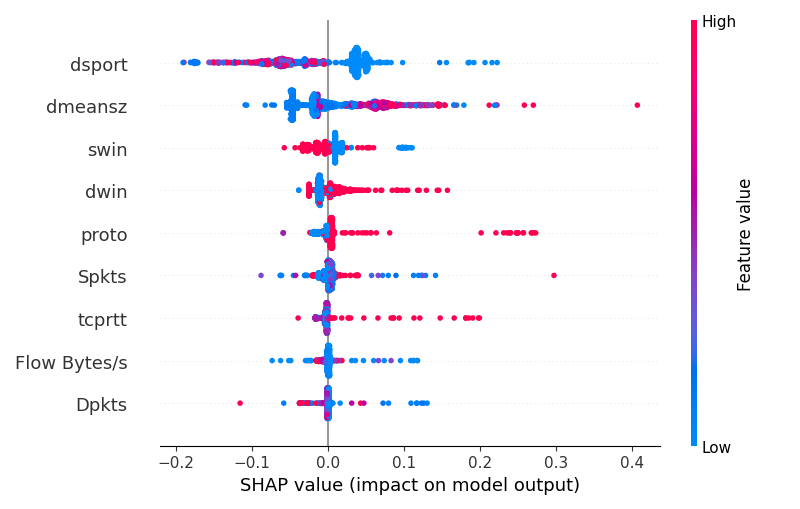 High
dsport
dmeansz
swin
dwin
proto
Spkts
tcprtt
Flow Bytes/s
Dpkts
Feature value
Low
−0.2 −0.1 0.0 0.1 0.2 0.3 0.4
SHAP value (impact on model output)